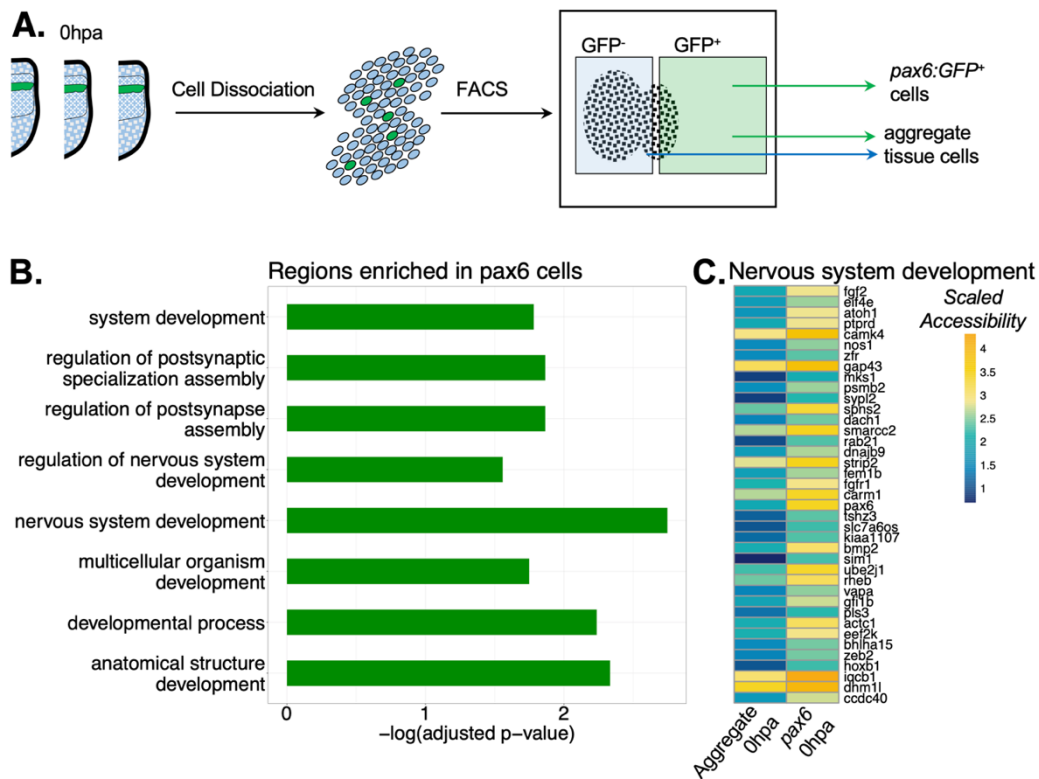 A.
0hpa
Cell Dissociation
FACS
GFP-
GFP+
pax6:GFP+
cells
aggregate
tissue cells
B.
Regions enriched in pax6 cells
system development
regulation of postsynaptic
specialization assembly
regulation of postsynapse
assembly
regulation of nervous system
development
nervous system development
multicellular organism
development
developmental process
anatomical structure
development
0
1
2
−log(adjusted p−value)
C.
Nervous system development
fgf2
elf4e
atoh1
ptprd
camk4
nos1
zfr
gap43
mks1
psmb2
sypl2
spns2
dach1
smarcc2
rab21
dnajb9
strip2
fem1b
fgfr1
carm1
pax6
tshz3
slc7a6os
kiaa1107
bmp2
sim1
ube2j1
rheb
vapa
gfi1b
pls3
actc1
eef2k
bhlha15
zeb2
hoxb1
iqcb1
dhm1l
ccdc40
Aggregate
0hpa
pax6
0hpa
Scaled
Accessibility
4
3.5
3
2.5
2
1.5
1